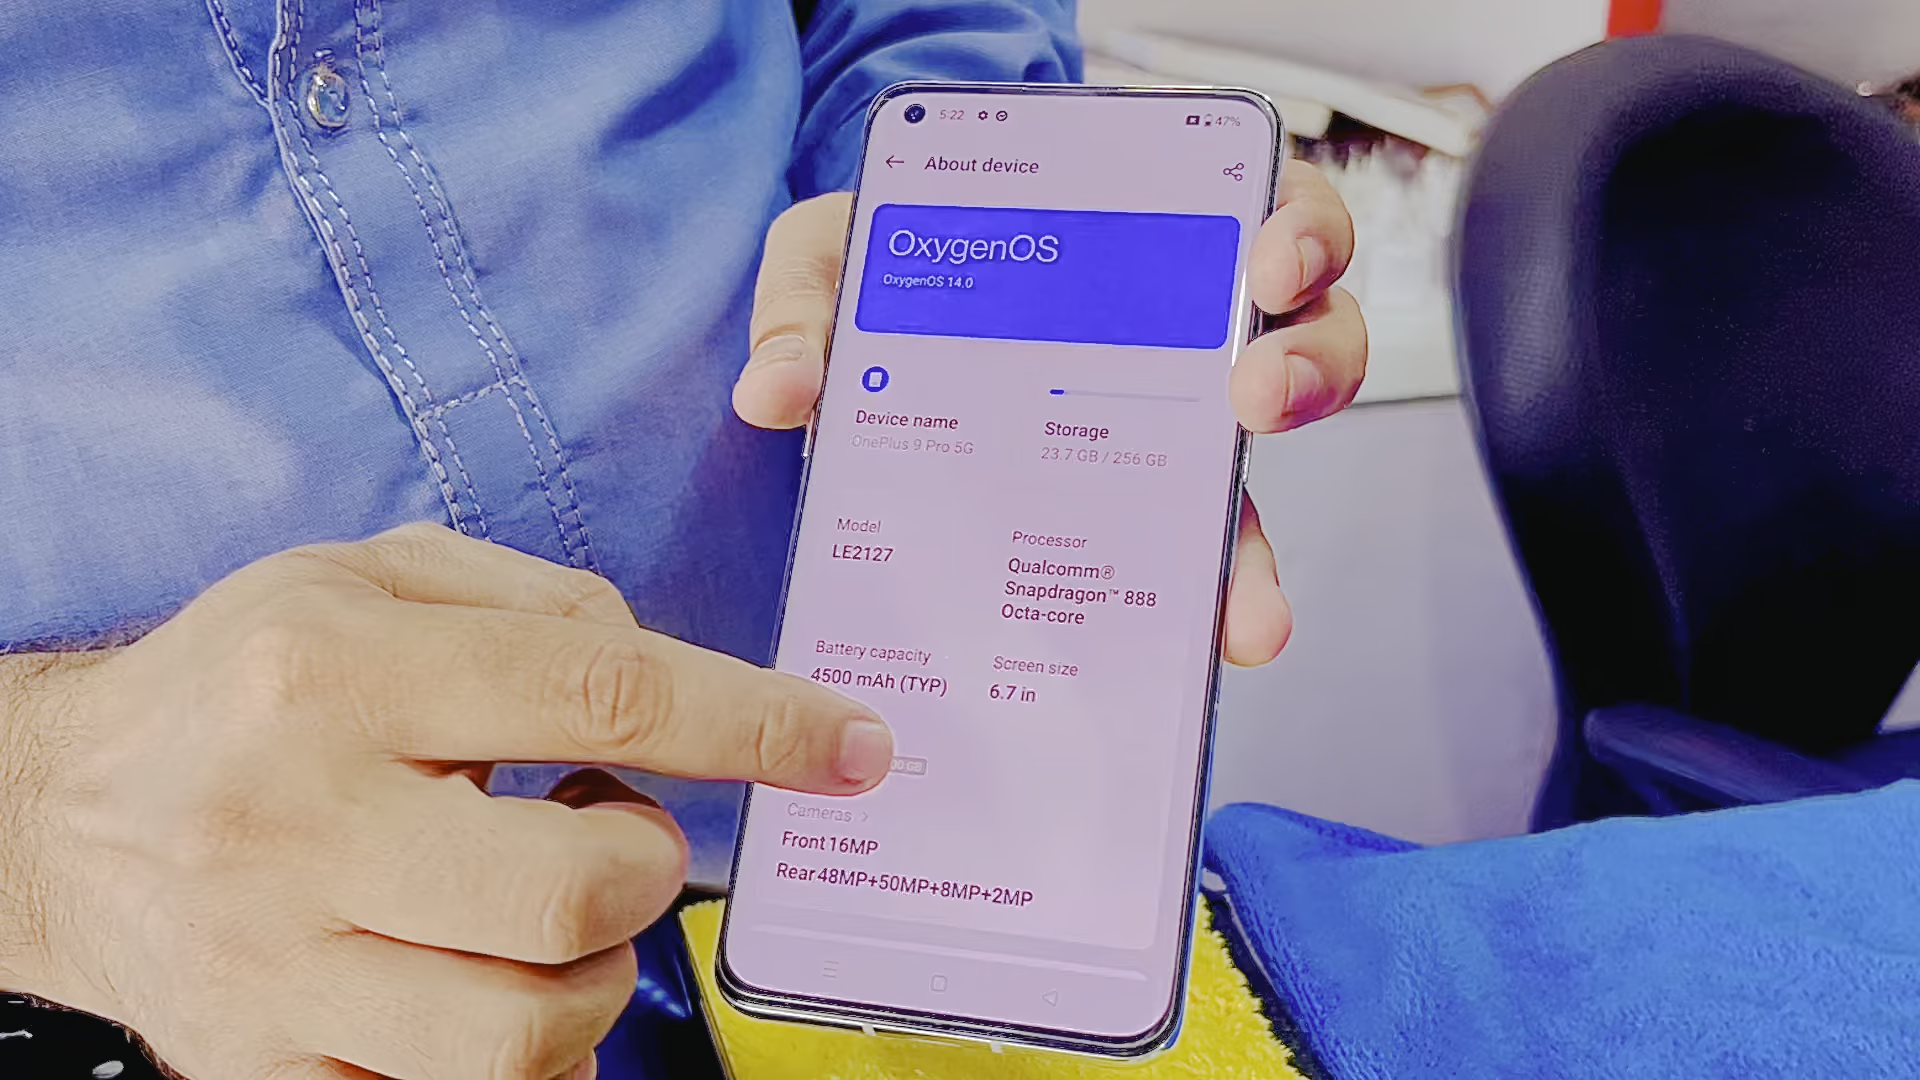 5:22
47%
About device
OxygenOS
OxygenOS 14.0
Device name
OnePlus 9 Pro 5G
Storage
23.7 GB / 256 GB
Model
LE2127
Processor
Qualcomm®
Snapdragon™ 888
Octa-core
Battery capacity
4500 mAh (TYP)
Screen size
6.7 in
GB
Cameras
Front 16MP
Rear 48MP+50MP+8MP+2MP